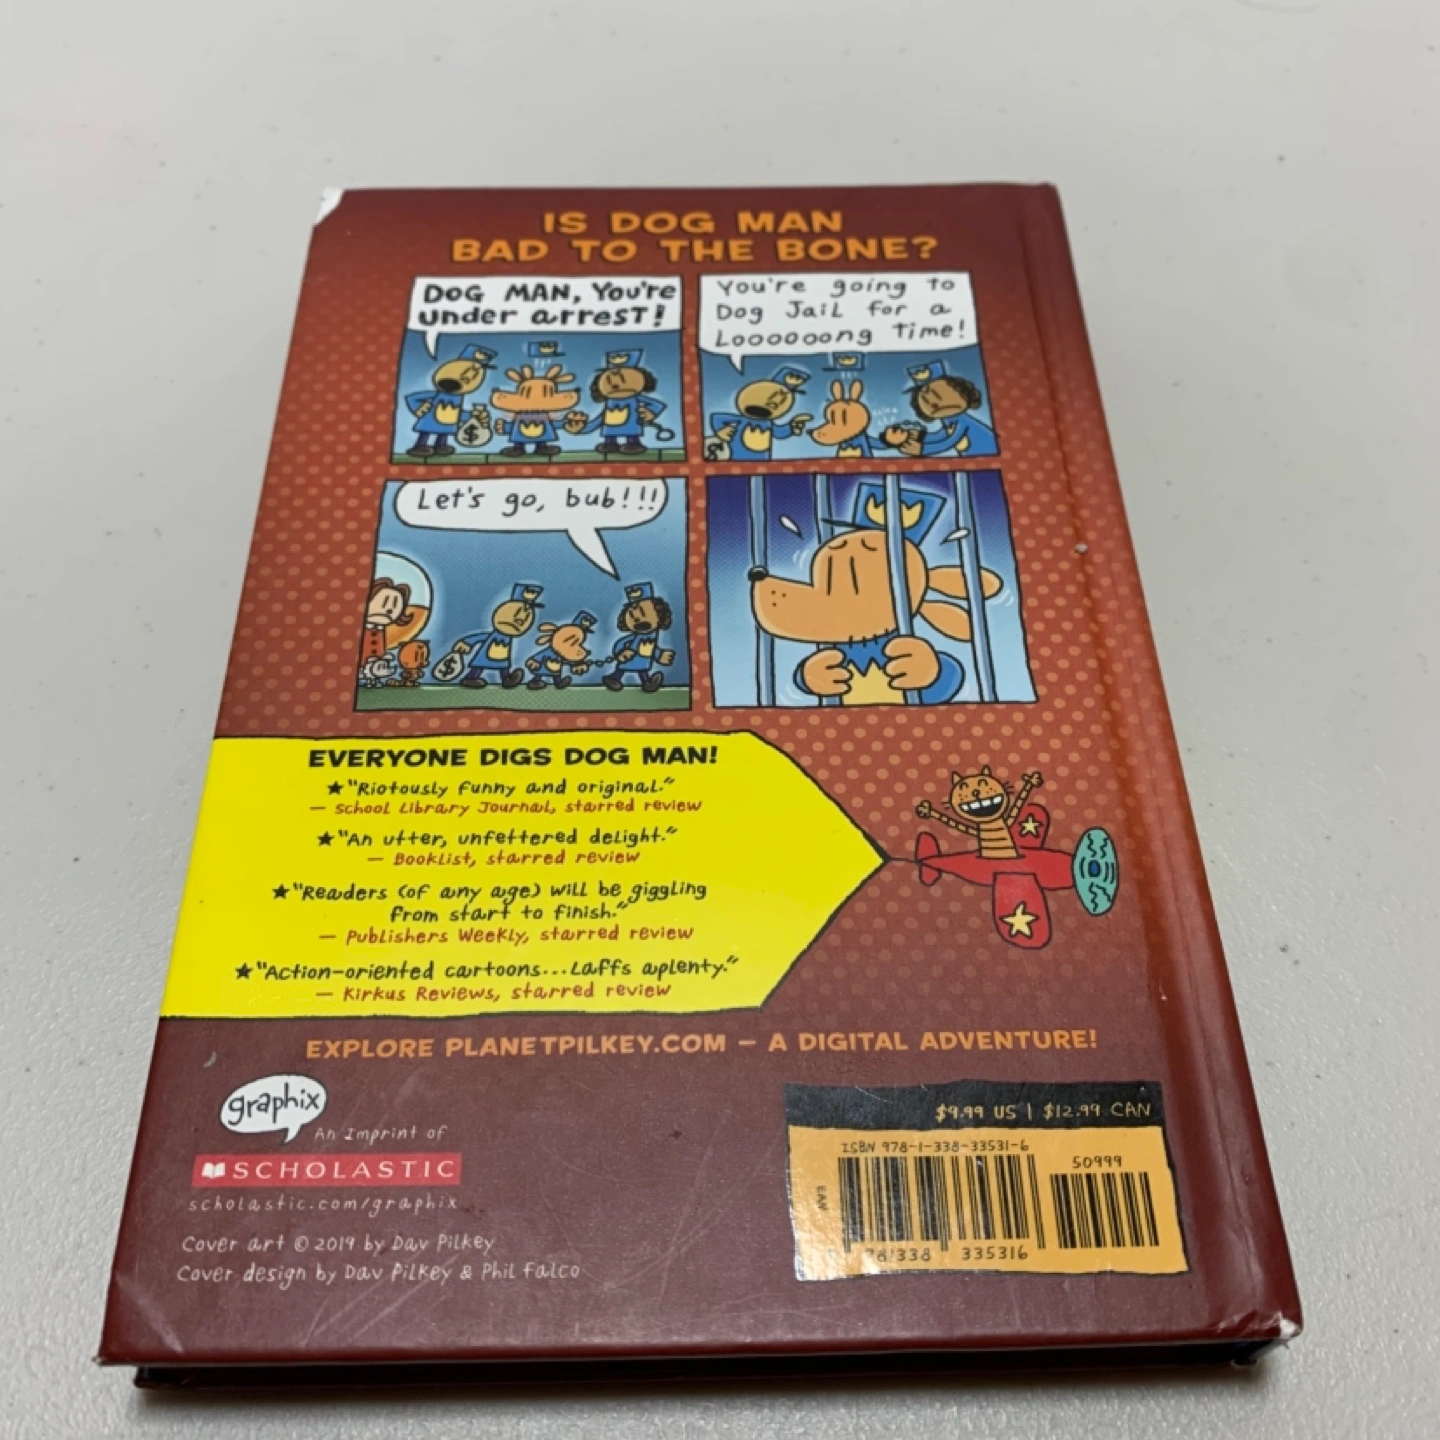 IS DOG MAN
BAD TO THE BONE?
DOG MAN, You're
under arrest!
You're going to
Dog Jail for a
Loooooong time!
Let's go, bub!!!
$
$
EVERYONE DIGS DOG MAN!
★"Riotously funny and original."
— School Library Journal, starred review
★"An utter, unfettered delight."
— Booklist, starred review
★"Readers (of any age) will be giggling
from start to finish."
— Publishers Weekly, starred review
★"Action-oriented cartoons...Laffs aplenty."
— Kirkus Reviews, starred review
EXPLORE PLANETPILKEY.COM — A DIGITAL ADVENTURE!
graphix
An Imprint of
SCHOLASTIC
scholastic.com/graphix
Cover art © 2019 by Dav Pilkey
Cover design by Dav Pilkey & Phil Falco
$9.99 US | $12.99 CAN
ISBN 978-1-338-33531-6
50999
EAN
781338 335316